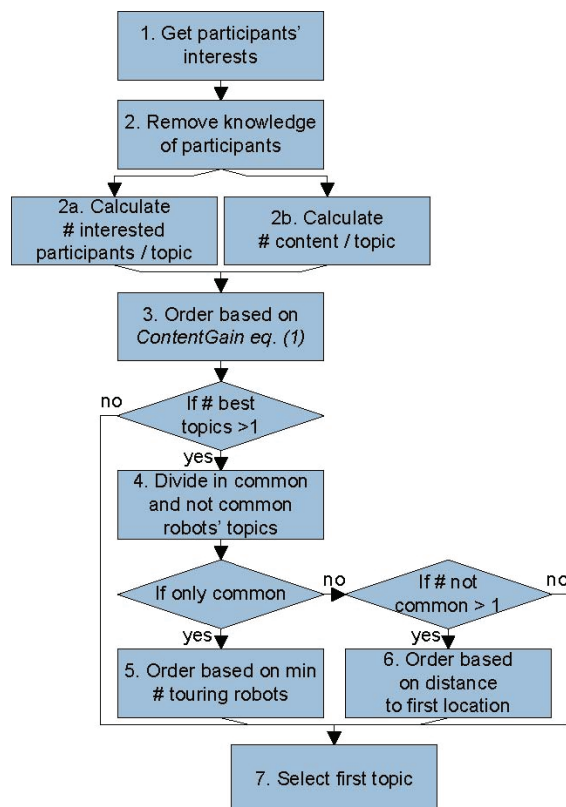 1. Get participants'
interests
2. Remove knowledge
of participants
2a. Calculate
# interested
participants / topic
2b. Calculate
# content / topic
3. Order based on
ContentGain eq. (1)
no
If # best
topics >1
yes
4. Divide in common
and not common
robots' topics
If only common
no
If # not
common > 1
no
yes
yes
5. Order based on min
# touring robots
6. Order based
on distance
to first location
7. Select first topic